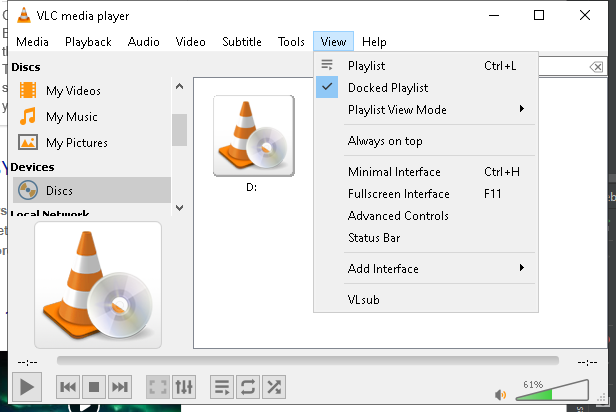 VLC media player
Media Playback Audio Video Subtitle Tools View Help
Discs
My Videos
My Music
My Pictures
Devices
Discs
Local Network
D:
Playlist Ctrl+L
Docked Playlist
Playlist View Mode
Always on top
Minimal Interface Ctrl+H
Fullscreen Interface F11
Advanced Controls
Status Bar
Add Interface
VLsub
--:-- --:--
61%